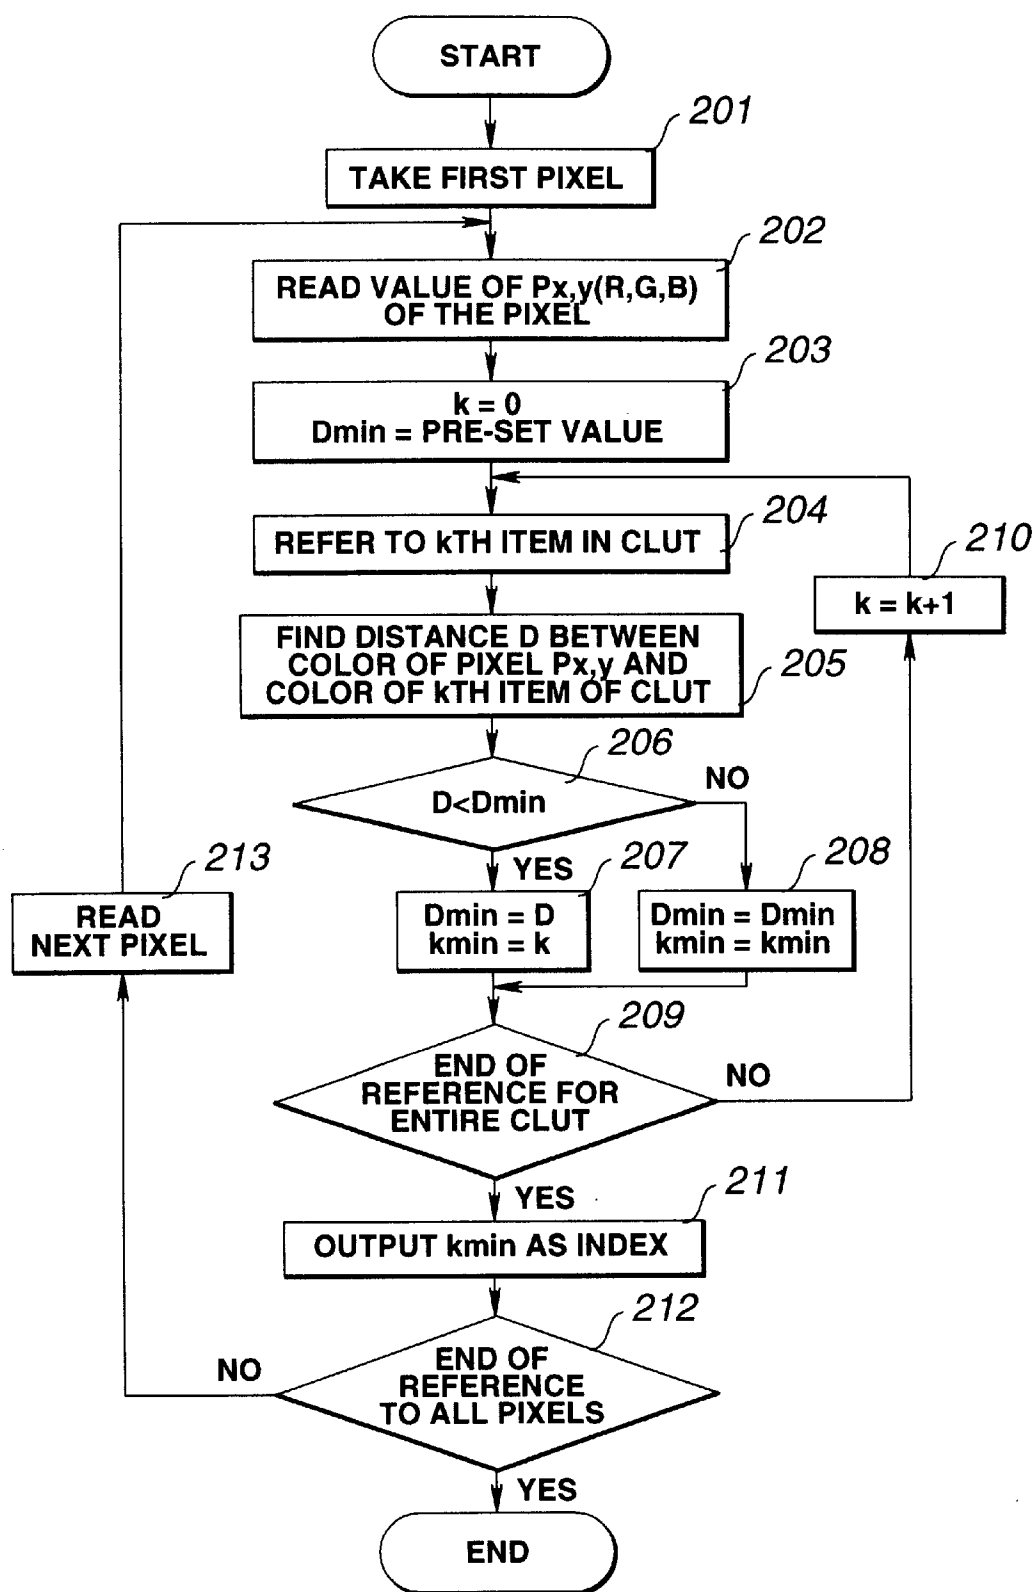 START
201
TAKE FIRST PIXEL
202
READ VALUE OF Px,y(R,G,B)
OF THE PIXEL
203
k = 0
Dmin = PRE-SET VALUE
204
REFER TO kTH ITEM IN CLUT
210
k = k+1
FIND DISTANCE D BETWEEN
COLOR OF PIXEL Px,y AND
COLOR OF kTH ITEM OF CLUT
205
206
D<Dmin
NO
YES
207
Dmin = D
kmin = k
208
Dmin = Dmin
kmin = kmin
213
READ
NEXT PIXEL
209
END OF
REFERENCE FOR
ENTIRE CLUT
NO
YES
211
OUTPUT kmin AS INDEX
212
END OF
REFERENCE
TO ALL PIXELS
NO
YES
END